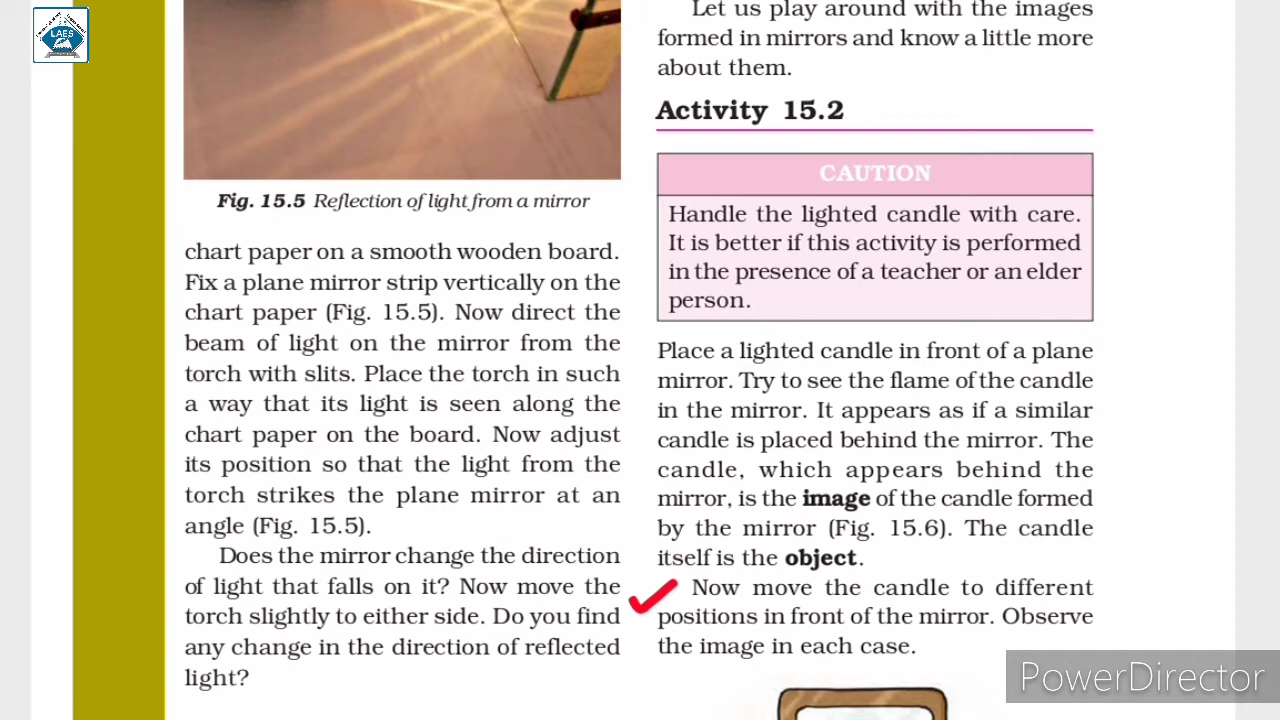 LAES
Fig. 15.5 Reflection of light from a mirror
chart paper on a smooth wooden board.
Fix a plane mirror strip vertically on the
chart paper (Fig. 15.5). Now direct the
beam of light on the mirror from the
torch with slits. Place the torch in such
a way that its light is seen along the
chart paper on the board. Now adjust
its position so that the light from the
torch strikes the plane mirror at an
angle (Fig. 15.5).
Does the mirror change the direction
of light that falls on it? Now move the
torch slightly to either side. Do you find
any change in the direction of reflected
light?
Let us play around with the images
formed in mirrors and know a little more
about them.
Activity 15.2
CAUTION
Handle the lighted candle with care.
It is better if this activity is performed
in the presence of a teacher or an elder
person.
Place a lighted candle in front of a plane
mirror. Try to see the flame of the candle
in the mirror. It appears as if a similar
candle is placed behind the mirror. The
candle, which appears behind the
mirror, is the image of the candle formed
by the mirror (Fig. 15.6). The candle
itself is the object.
Now move the candle to different
positions in front of the mirror. Observe
the image in each case.
PowerDirector